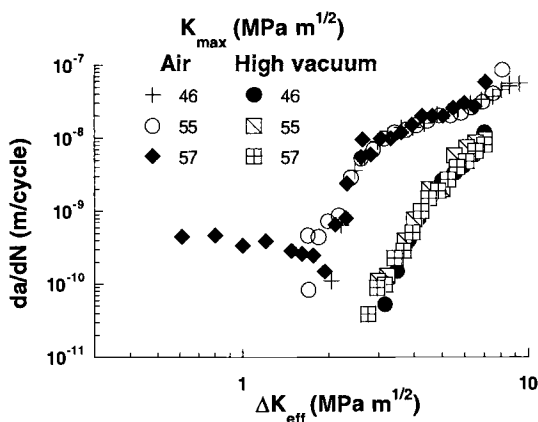 K_max (MPa m^1/2)
Air High vacuum
46 46
55 55
57 57
10^-7
10^-8
10^-9
10^-10
10^-11
da/dN (m/cycle)
1 10
ΔK_eff (MPa m^1/2)